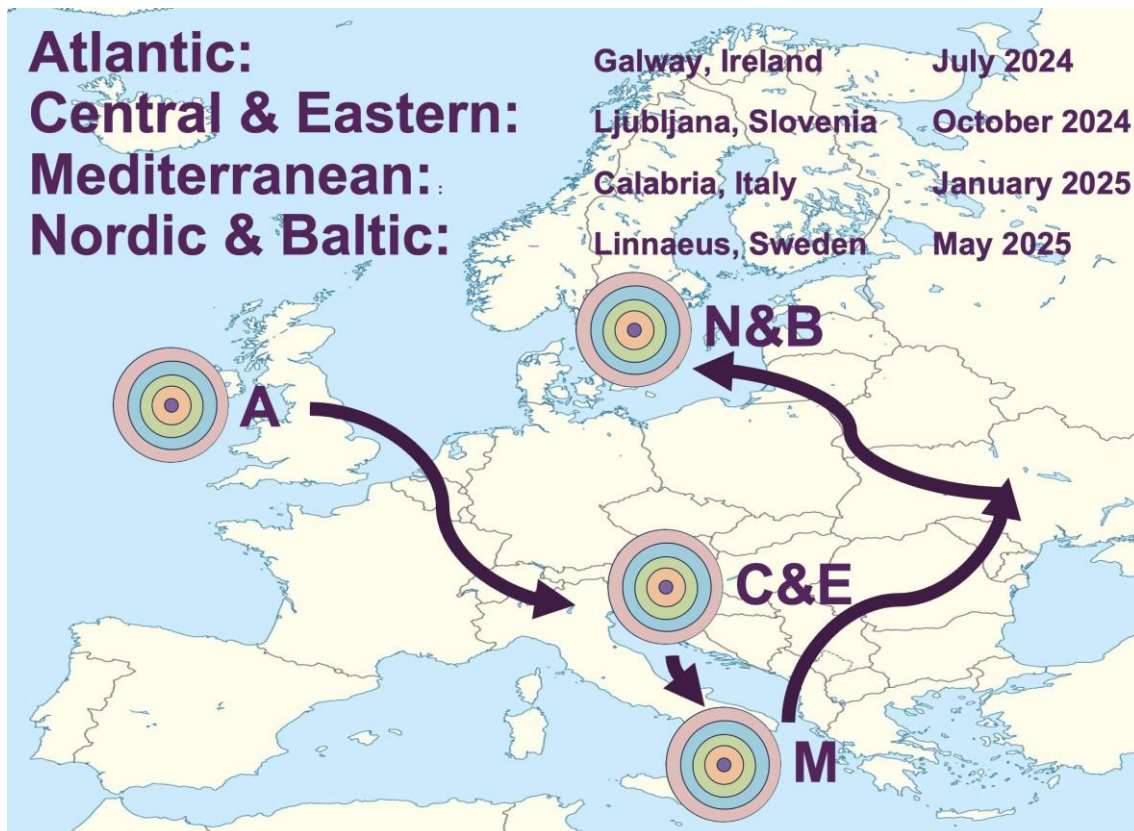 Atlantic: Galway, Ireland July 2024
Central & Eastern: Ljubljana, Slovenia October 2024
Mediterranean: : Calabria, Italy January 2025
Nordic & Baltic: Linnaeus, Sweden May 2025
N&B
A
C&E
M